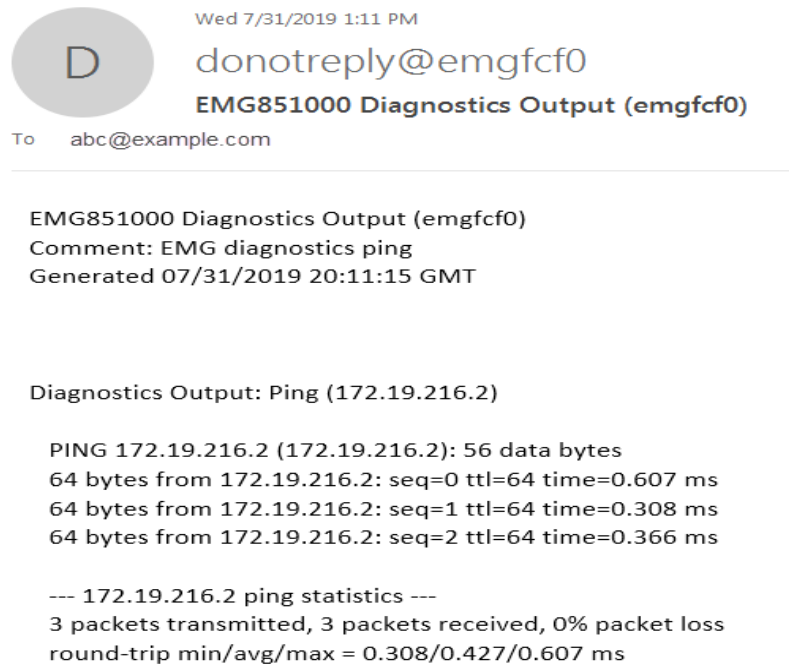 Wed 7/31/2019 1:11 PM
D
donotreply@emgfcf0
EMG851000 Diagnostics Output (emgfcf0)
To abc@example.com
EMG851000 Diagnostics Output (emgfcf0)
Comment: EMG diagnostics ping
Generated 07/31/2019 20:11:15 GMT
Diagnostics Output: Ping (172.19.216.2)
PING 172.19.216.2 (172.19.216.2): 56 data bytes
64 bytes from 172.19.216.2: seq=0 ttl=64 time=0.607 ms
64 bytes from 172.19.216.2: seq=1 ttl=64 time=0.308 ms
64 bytes from 172.19.216.2: seq=2 ttl=64 time=0.366 ms
--- 172.19.216.2 ping statistics ---
3 packets transmitted, 3 packets received, 0% packet loss
round-trip min/avg/max = 0.308/0.427/0.607 ms